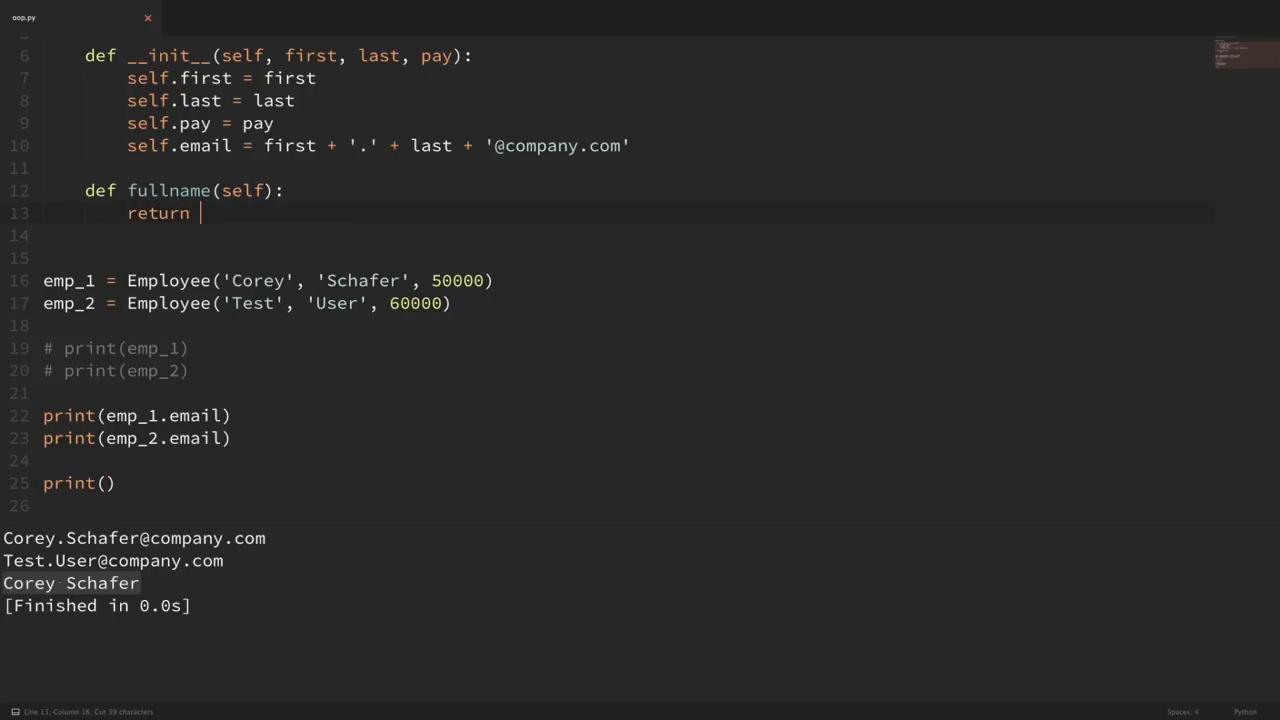 oop.py ×
5
6 def __init__(self, first, last, pay):
7 self.first = first
8 self.last = last
9 self.pay = pay
10 self.email = first + '.' + last + '@company.com'
11
12 def fullname(self):
13 return
14
15
16 emp_1 = Employee('Corey', 'Schafer', 50000)
17 emp_2 = Employee('Test', 'User', 60000)
18
19 # print(emp_1)
20 # print(emp_2)
21
22 print(emp_1.email)
23 print(emp_2.email)
24
25 print()
26
Corey.Schafer@company.com
Test.User@company.com
Corey Schafer
[Finished in 0.0s]
Line 13, Column 16; Cut 39 characters Spaces: 4 Python